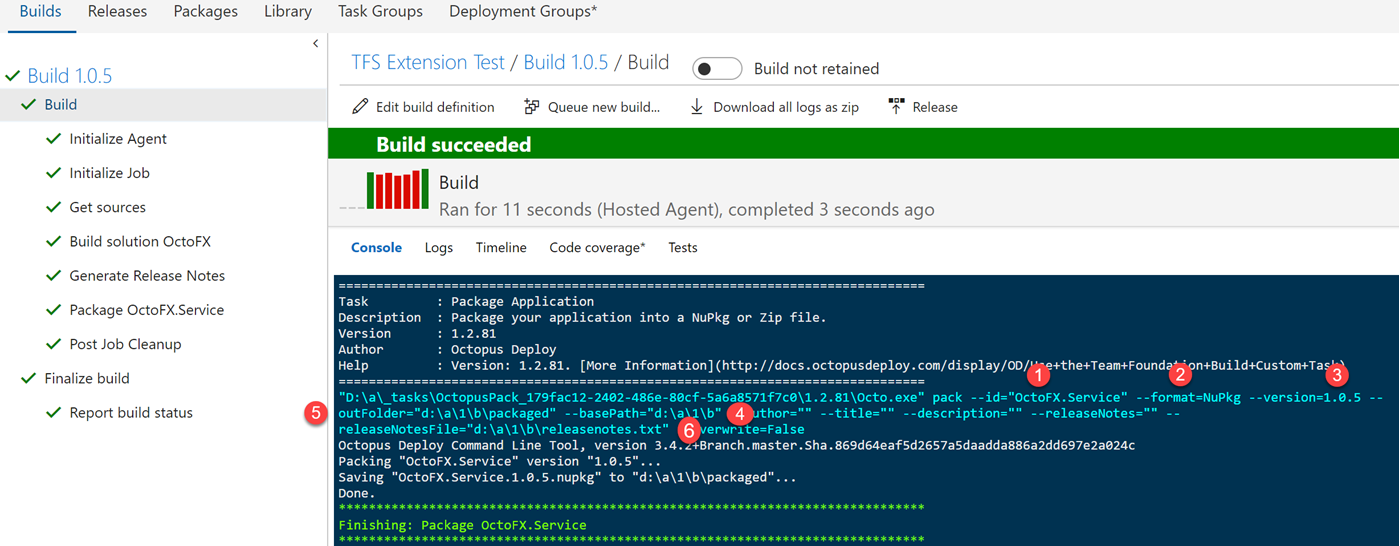 Builds Releases Packages Library Task Groups Deployment Groups*
Build 1.0.5
Build
Initialize Agent
Initialize Job
Get sources
Build solution OctoFX
Generate Release Notes
Package OctoFX.Service
Post Job Cleanup
Finalize build
Report build status
TFS Extension Test / Build 1.0.5 / Build Build not retained
Edit build definition Queue new build... Download all logs as zip Release
Build succeeded
Build
Ran for 11 seconds (Hosted Agent), completed 3 seconds ago
Console Logs Timeline Code coverage* Tests
==============================================================================
Task : Package Application
Description : Package your application into a NuPkg or Zip file.
Version : 1.2.81
Author : Octopus Deploy
Help : Version: 1.2.81. [More Information](http://docs.octopusdeploy.com/display/OD/Use+the+Team+Foundation+Build+Custom+Task)
==============================================================================
1 2 3
"D:\a\_tasks\OctopusPack_179fac12-2402-486e-80cf-5a6a8571f7c0\1.2.81\Octo.exe" pack --id="OctoFX.Service" --format=NuPkg --version=1.0.5 --
5 outFolder="d:\a\1\b\packaged" --basePath="d:\a\1\b" 4 author="" --title="" --description="" --releaseNotes="" --
releaseNotesFile="d:\a\1\b\releasenotes.txt" 6 overwrite=False
Octopus Deploy Command Line Tool, version 3.4.2+Branch.master.Sha.869d64eaf5d2657a5daadda886a2dd697e2a024c
Packing "OctoFX.Service" version "1.0.5"...
Saving "OctoFX.Service.1.0.5.nupkg" to "d:\a\1\b\packaged"...
Done.
******************************************************************************
Finishing: Package OctoFX.Service
******************************************************************************